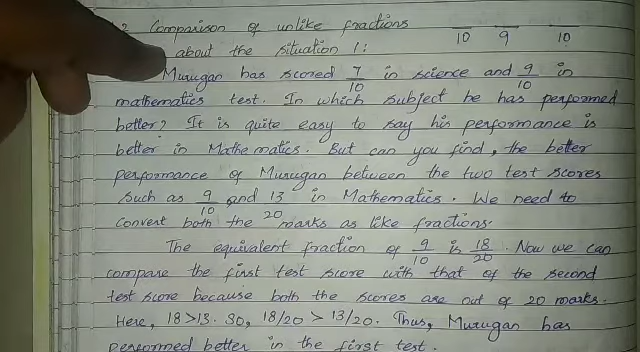 2. Comparison of unlike fractions
10 9 10
about the situation 1:
Murugan has scored 7/10 in science and 9/10 in
mathematics test. In which subject he has performed
better? It is quite easy to say his performance is
better in Mathematics. But can you find, the better
performance of Murugan between the two test scores
such as 9/10 and 13/20 in Mathematics. We need to
convert both the marks as like fractions.
The equivalent fraction of 9/10 is 18/20. Now we can
compare the first test score with that of the second
test score because both the scores are out of 20 marks.
Here, 18>13. SO, 18/20 > 13/20. Thus, Murugan has
performed better in the first test.